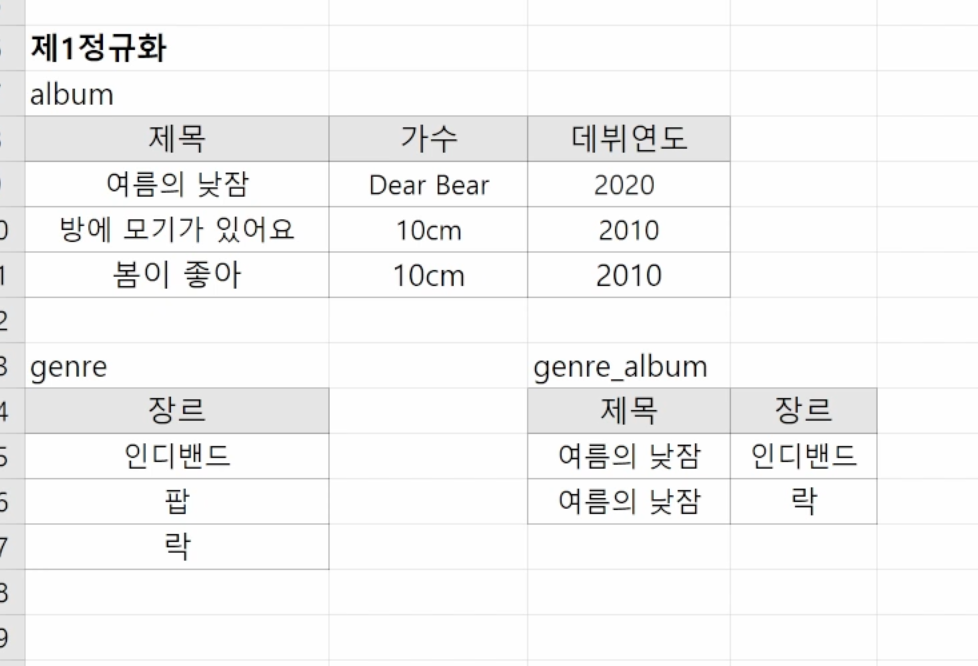 제1정규화
album
제목 가수 데뷔연도
여름의 낮잠 Dear Bear 2020
방에 모기가 있어요 10cm 2010
봄이 좋아 10cm 2010
genre genre_album
장르 제목 장르
인디밴드 여름의 낮잠 인디밴드
팝 여름의 낮잠 락
락